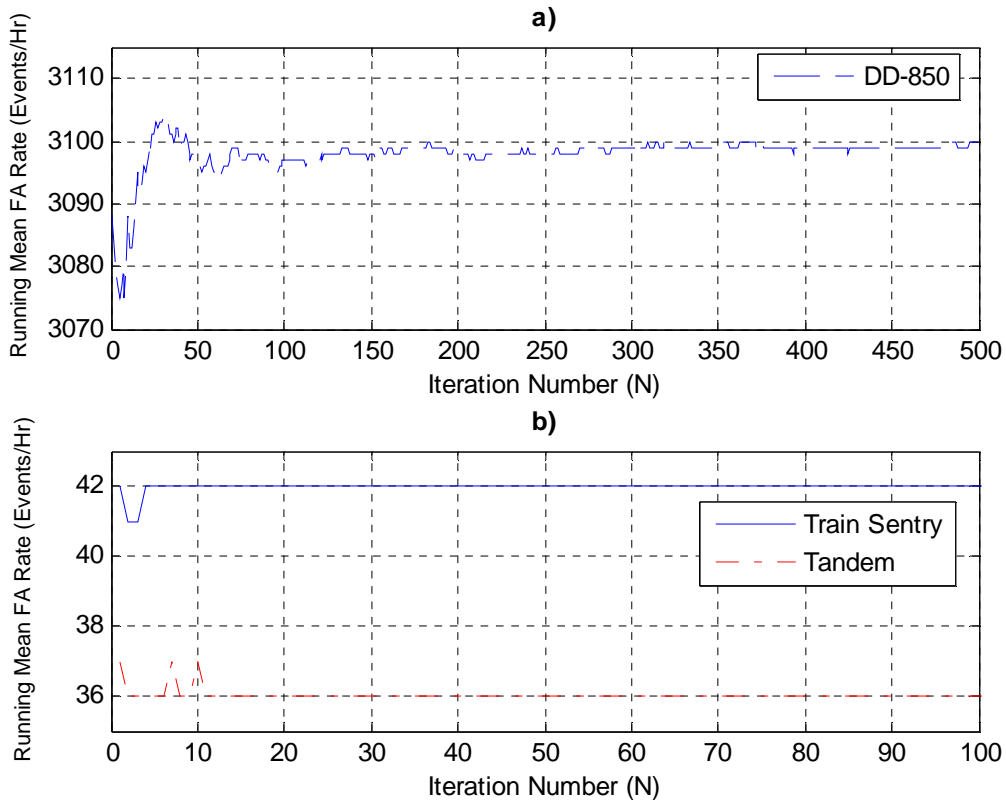 a)
Running Mean FA Rate (Events/Hr)
3110
3100
3090
3080
3070
DD-850
0 50 100 150 200 250 300 350 400 450 500
Iteration Number (N)
b)
Running Mean FA Rate (Events/Hr)
42
40
38
36
Train Sentry
Tandem
0 10 20 30 40 50 60 70 80 90 100
Iteration Number (N)